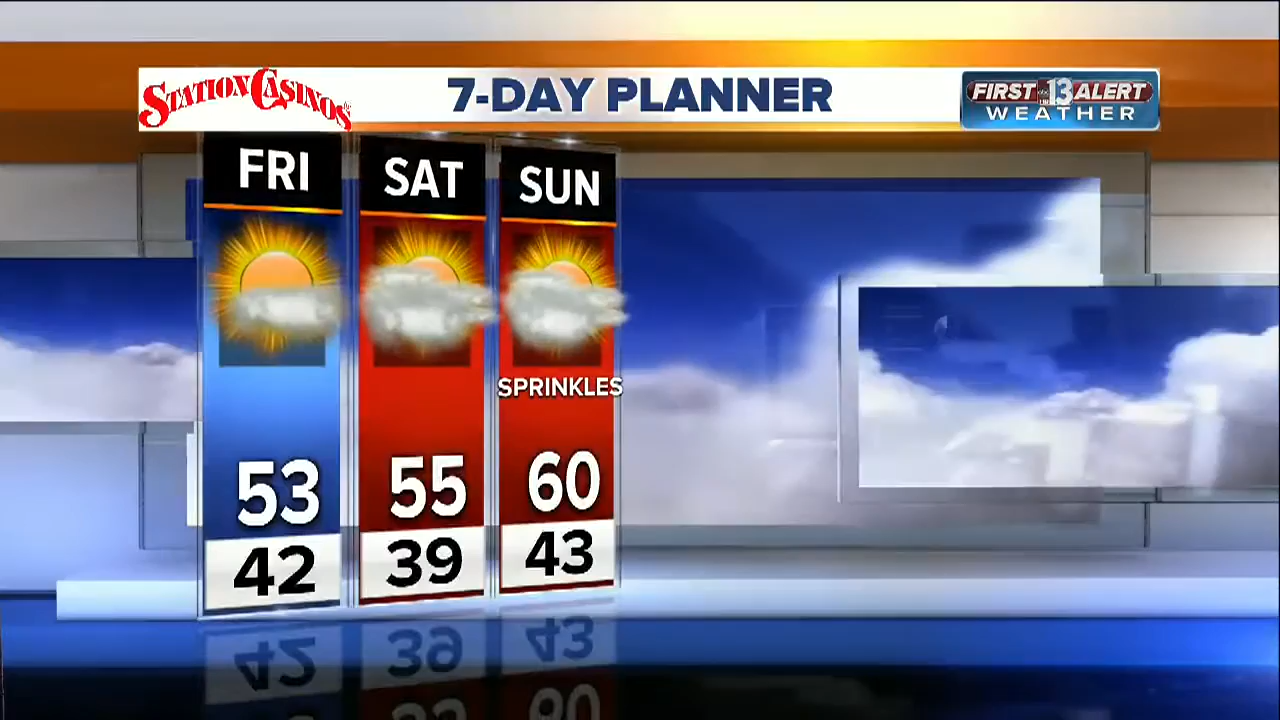 STATION CASINOS
7-DAY PLANNER
FIRST 13 ALERT
WEATHER
FRI
SAT
SUN
SPRINKLES
53
55
60
42
39
43